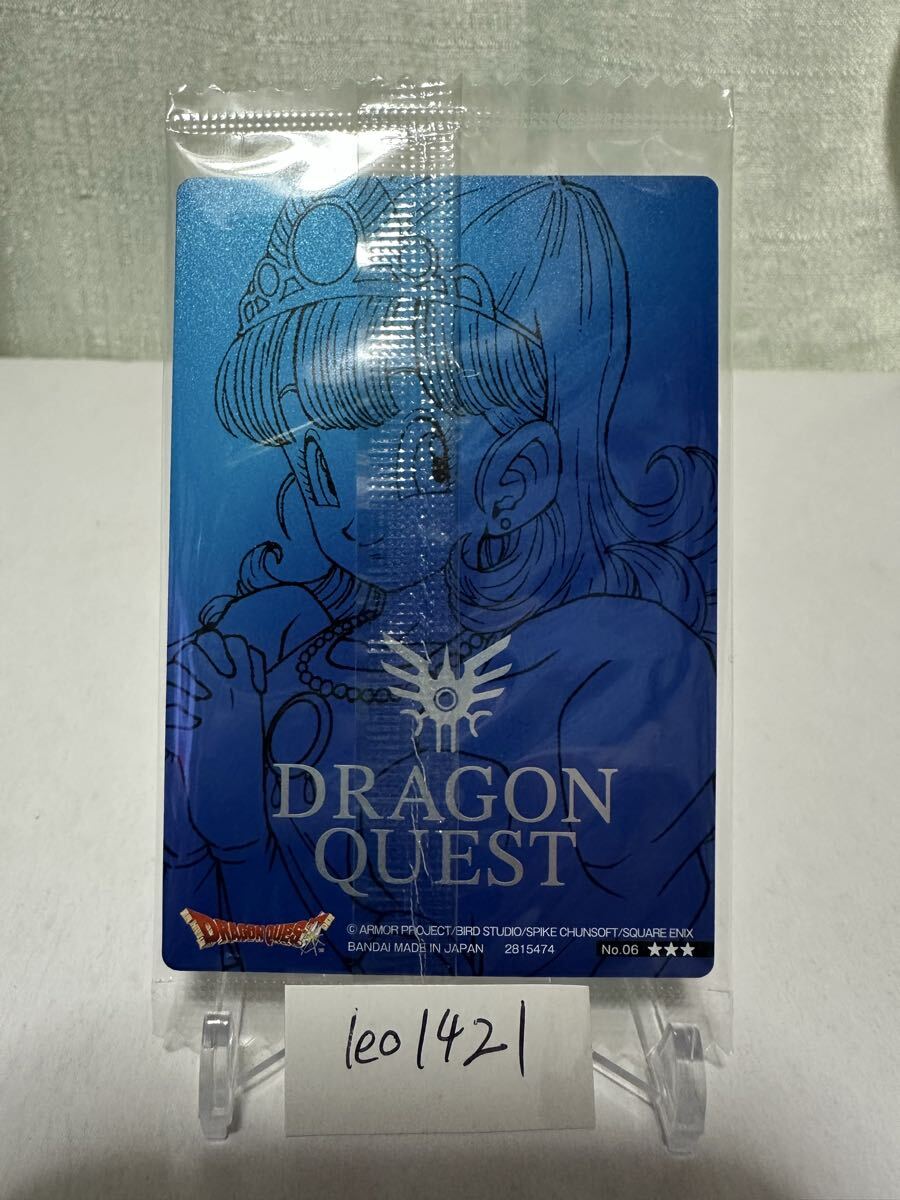 DRAGON
QUEST
DRAGON QUEST
© ARMOR PROJECT/BIRD STUDIO/SPIKE CHUNSOFT/SQUARE ENIX
BANDAI MADE IN JAPAN 2815474 No.06 ★★★
leo1421